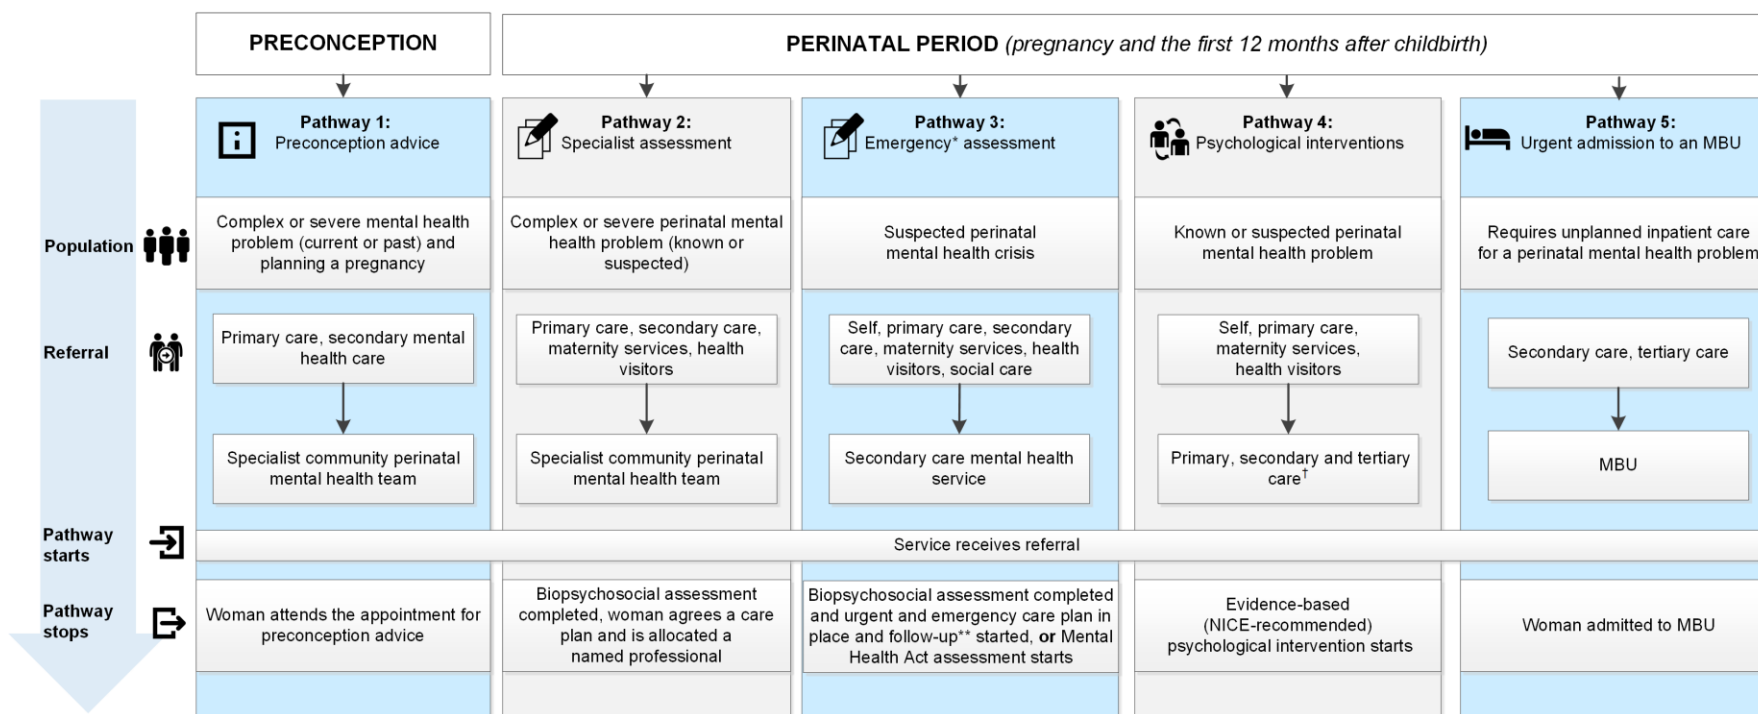 PRECONCEPTION
PERINATAL PERIOD (pregnancy and the first 12 months after childbirth)
Pathway 1:
Preconception advice
Pathway 2:
Specialist assessment
Pathway 3:
Emergency* assessment
Pathway 4:
Psychological interventions
Pathway 5:
Urgent admission to an MBU
Population
Complex or severe mental health
problem (current or past) and
planning a pregnancy
Complex or severe perinatal mental
health problem (known or
suspected)
Suspected perinatal
mental health crisis
Known or suspected perinatal
mental health problem
Requires unplanned inpatient care
for a perinatal mental health problem
Referral
Primary care, secondary mental
health care
Primary care, secondary care,
maternity services, health
visitors
Self, primary care, secondary
care, maternity services, health
visitors, social care
Self, primary care,
maternity services,
health visitors
Secondary care, tertiary care
Specialist community perinatal
mental health team
Specialist community perinatal
mental health team
Secondary care mental health
service
Primary, secondary and tertiary
care†
MBU
Pathway
starts
Service receives referral
Pathway
stops
Woman attends the appointment for
preconception advice
Biopsychosocial assessment
completed, woman agrees a care
plan and is allocated a
named professional
Biopsychosocial assessment completed
and urgent and emergency care plan in
place and follow-up** started, or Mental
Health Act assessment starts
Evidence-based
(NICE-recommended)
psychological intervention starts
Woman admitted to MBU